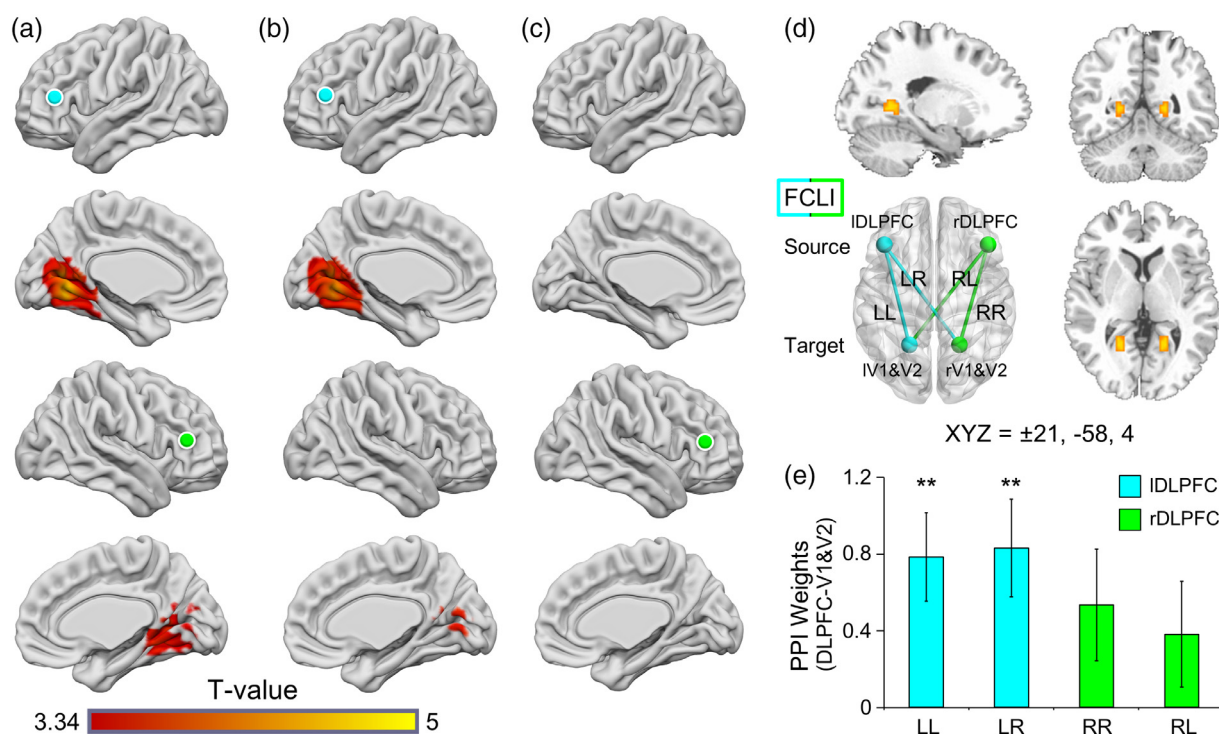 (a)
(b)
(c)
(d)
FCLI
lDLPFC rDLPFC
Source
LR RL
LL RR
Target
lV1&V2 rV1&V2
XYZ = ±21, -58, 4
T-value
3.34 5
(e)
PPI Weights
(DLPFC-V1&V2)
1.2
0.8
0.4
0
** **
lDLPFC
rDLPFC
LL LR RR RL